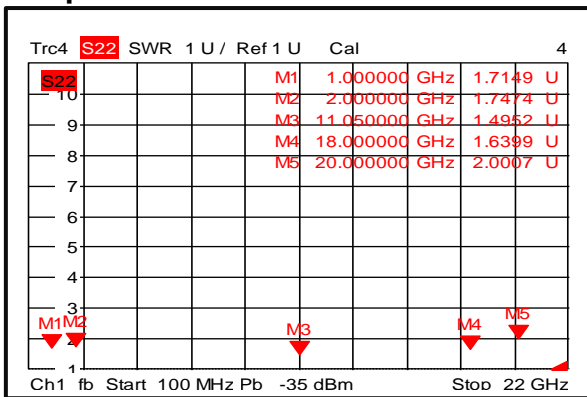 Trc4 S22 SWR 1 U / Ref 1 U Cal 4
S22
M1 1.000000 GHz 1.7149 U
M2 2.000000 GHz 1.7474 U
M3 11.050000 GHz 1.4952 U
M4 18.000000 GHz 1.6399 U
M5 20.000000 GHz 2.0007 U
10
9
8
7
6
5
4
3
2
1
M1 M2 M3 M4 M5
Ch1 fb Start 100 MHz Pb -35 dBm Stop 22 GHz